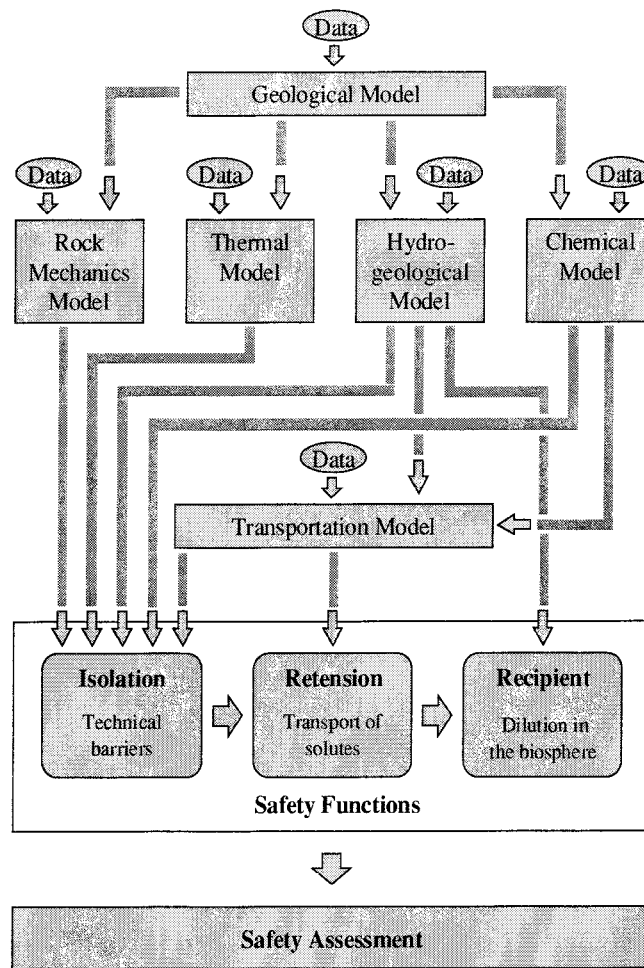 Data
Geological Model
Data
Data
Data
Data
Rock
Mechanics
Model
Thermal
Model
Hydro-
geological
Model
Chemical
Model
Data
Transportation Model
Isolation
Technical
barriers
Retension
Transport of
solutes
Recipient
Dilution in
the biosphere
Safety Functions
Safety Assessment